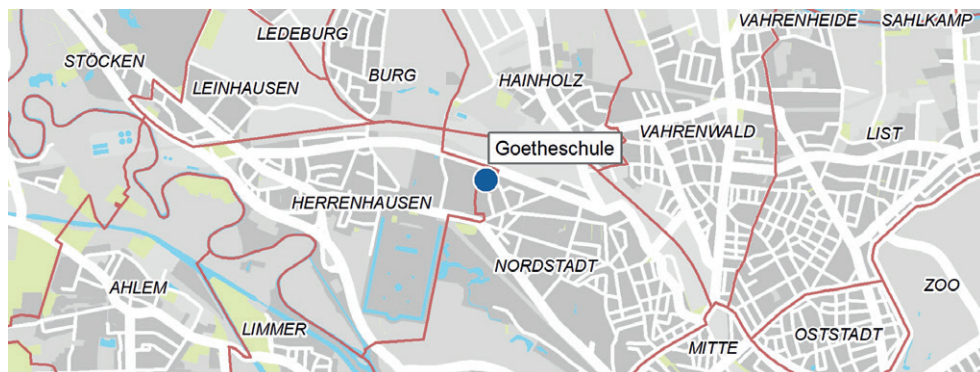 VAHRENHEIDE
SAHLKAMP
LEDEBURG
STÖCKEN
BURG
HAINHOLZ
LEINHAUSEN
VAHRENWALD
LIST
Goetheschule
HERRENHAUSEN
NORDSTADT
ZOO
AHLEM
LIMMER
OSTSTADT
MITTE